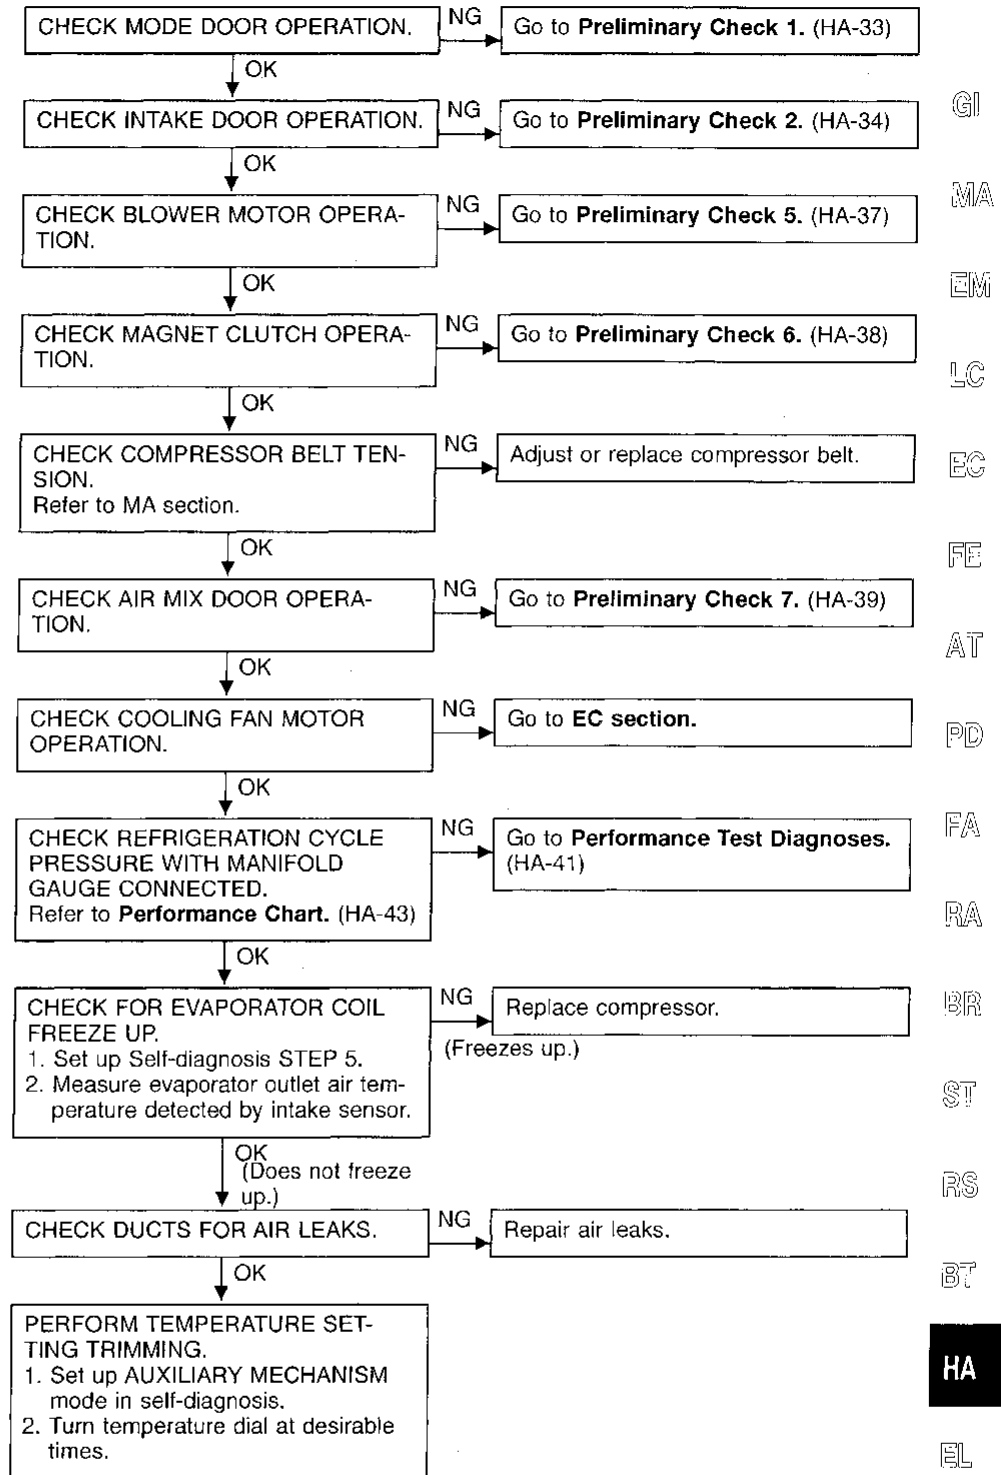 CHECK MODE DOOR OPERATION.
NG
Go to Preliminary Check 1. (HA-33)
OK
CHECK INTAKE DOOR OPERATION.
NG
Go to Preliminary Check 2. (HA-34)
OK
CHECK BLOWER MOTOR OPERA-
TION.
NG
Go to Preliminary Check 5. (HA-37)
OK
CHECK MAGNET CLUTCH OPERA-
TION.
NG
Go to Preliminary Check 6. (HA-38)
OK
CHECK COMPRESSOR BELT TEN-
SION.
Refer to MA section.
NG
Adjust or replace compressor belt.
OK
CHECK AIR MIX DOOR OPERA-
TION.
NG
Go to Preliminary Check 7. (HA-39)
OK
CHECK COOLING FAN MOTOR
OPERATION.
NG
Go to EC section.
OK
CHECK REFRIGERATION CYCLE
PRESSURE WITH MANIFOLD
GAUGE CONNECTED.
Refer to Performance Chart. (HA-43)
NG
Go to Performance Test Diagnoses.
(HA-41)
OK
CHECK FOR EVAPORATOR COIL
FREEZE UP.
1. Set up Self-diagnosis STEP 5.
2. Measure evaporator outlet air tem-
perature detected by intake sensor.
NG
(Freezes up.)
Replace compressor.
OK
(Does not freeze
up.)
CHECK DUCTS FOR AIR LEAKS.
NG
Repair air leaks.
OK
PERFORM TEMPERATURE SET-
TING TRIMMING.
1. Set up AUXILIARY MECHANISM
mode in self-diagnosis.
2. Turn temperature dial at desirable
times.
GI
MA
EM
LC
EC
FE
AT
PD
FA
RA
BR
ST
RS
BT
HA
EL